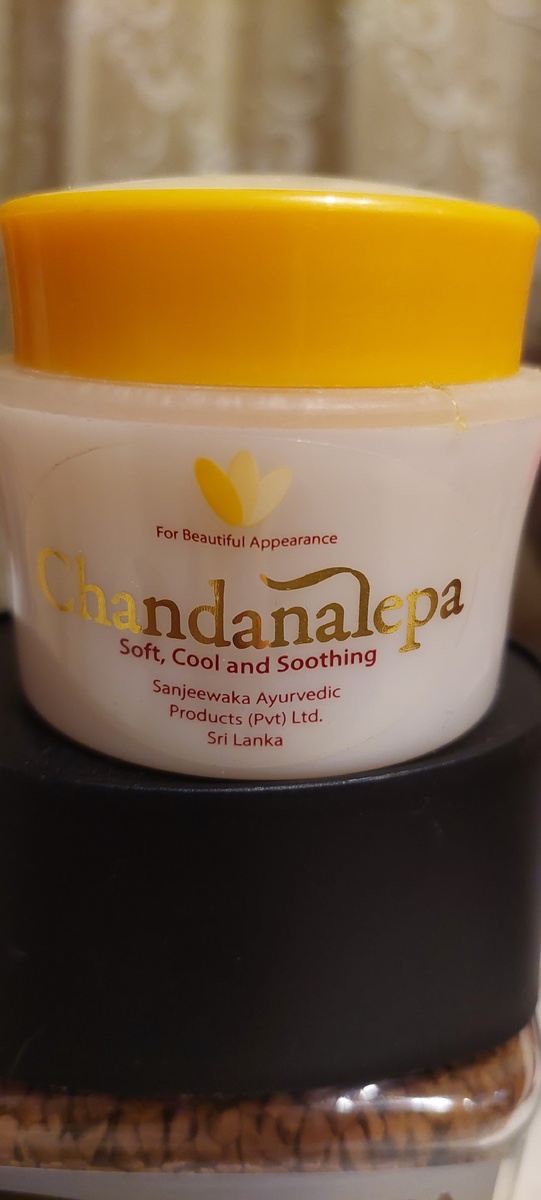 For Beautiful Appearance
Chandanalepa
Soft, Cool and Soothing
Sanjeewaka Ayurvedic
Products (Pvt) Ltd.
Sri Lanka